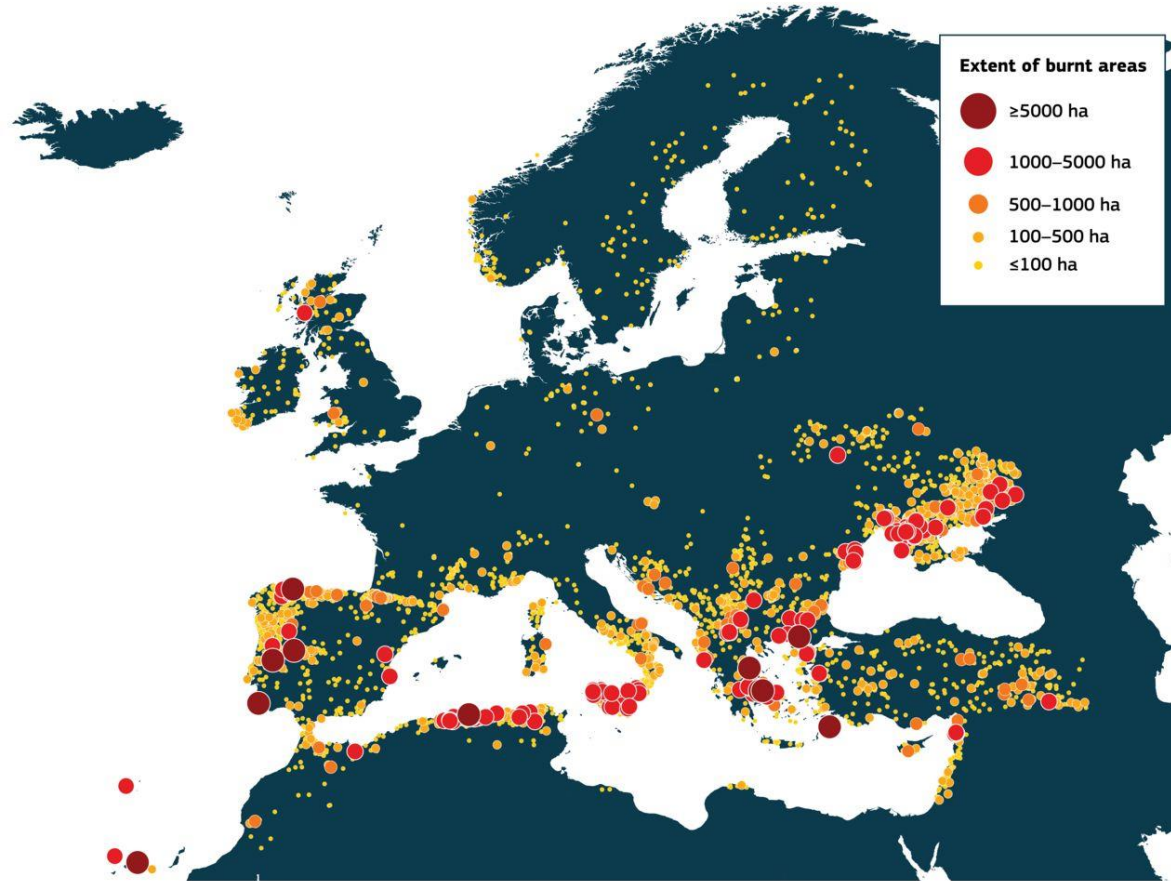 Extent of burnt areas
≥5000 ha
1000–5000 ha
500–1000 ha
100–500 ha
≤100 ha